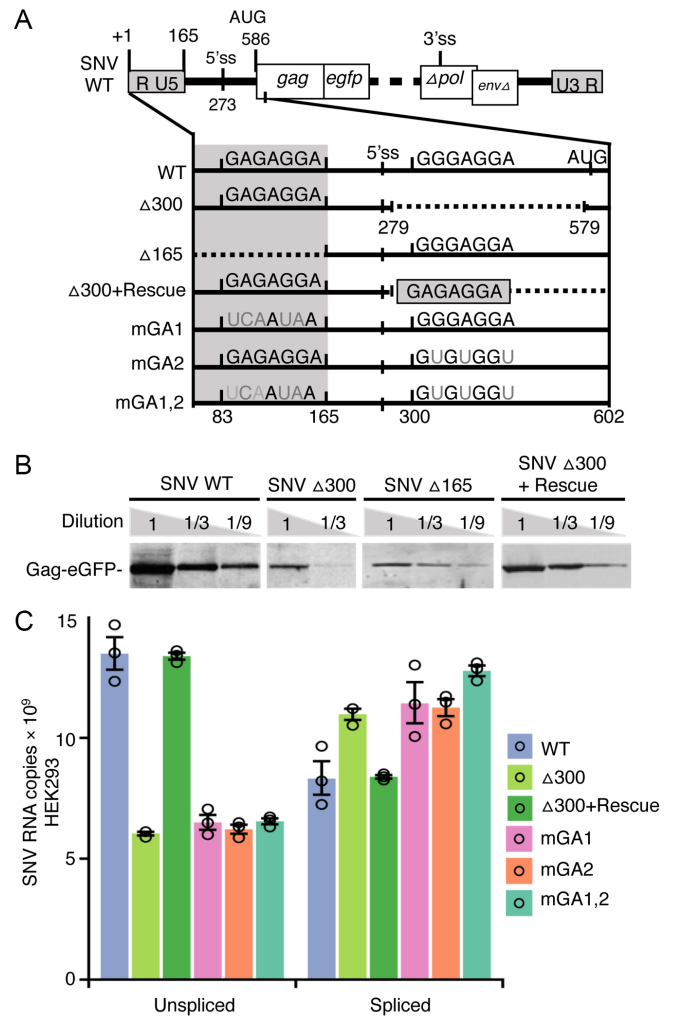 A
AUG
+1 165 586 3'ss
SNV 5'ss
WT R U5 gag egfp Δpol envΔ U3 R
273
5'ss
WT GAGAGGA GGGAGGA AUG
Δ300 GAGAGGA
279 579
Δ165 GGGAGGA
Δ300+Rescue GAGAGGA GAGAGGA
mGA1 UCAAUAA GGGAGGA
mGA2 GAGAGGA GUGUGGU
mGA1,2 UCAAUAA GUGUGGU
83 165 300 602
B
SNV WT SNV Δ300 SNV Δ165 SNV Δ300
+ Rescue
Dilution 1 1/3 1/9 1 1/3 1 1/3 1/9 1 1/3 1/9
Gag-eGFP-
C
SNV RNA copies × 10⁹
HEK293
15
10
5
0
Unspliced Spliced
WT
Δ300
Δ300+Rescue
mGA1
mGA2
mGA1,2